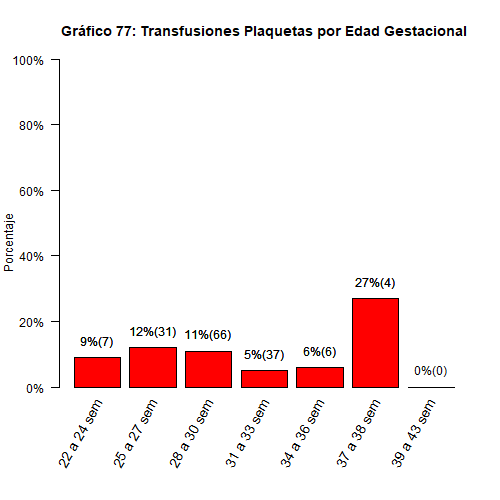 Gráfico 77: Transfusiones Plaquetas por Edad Gestacional
100%
80%
60%
40%
20%
0%
Porcentaje
9%(7)
12%(31)
11%(66)
5%(37)
6%(6)
27%(4)
0%(0)
22 a 24 sem
25 a 27 sem
28 a 30 sem
31 a 33 sem
34 a 36 sem
37 a 38 sem
39 a 43 sem